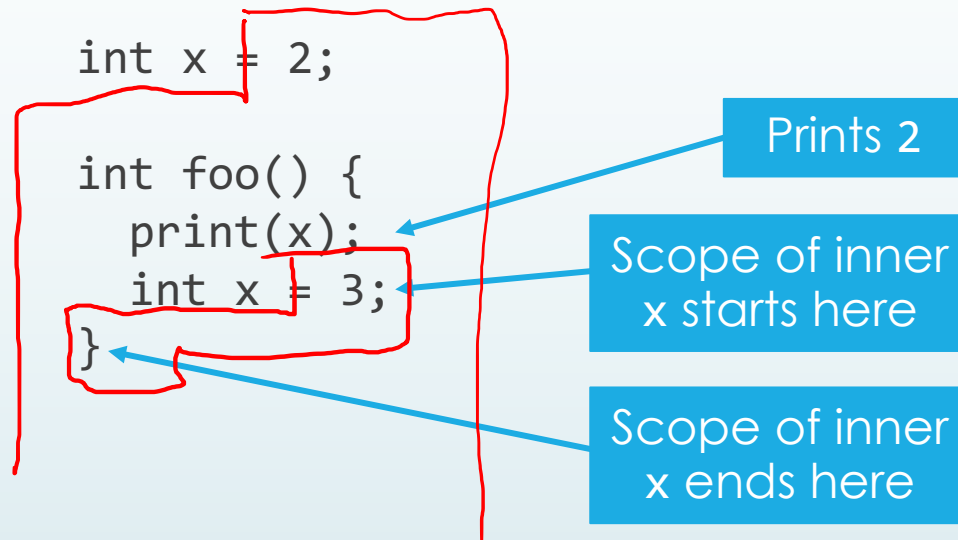 int x = 2;
int foo() {
print(x);
int x = 3;
}
Prints 2
Scope of inner
x starts here
Scope of inner
x ends here